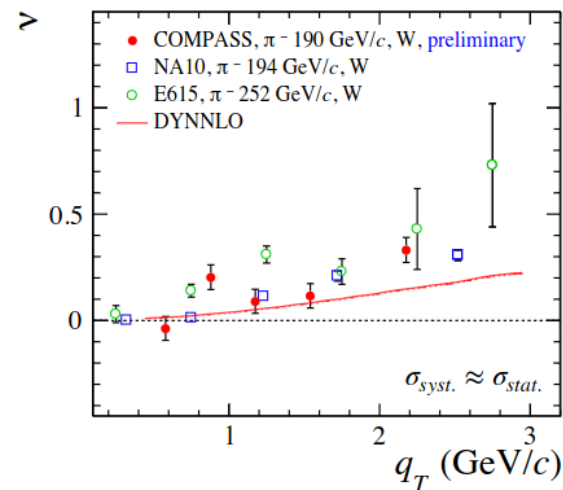 ν
COMPASS, π⁻ 190 GeV/c, W, preliminary
NA10, π⁻ 194 GeV/c, W
E615, π⁻ 252 GeV/c, W
DYNNLO
1
0.5
0
σsyst. ≈ σstat.
1 2 3
qT (GeV/c)